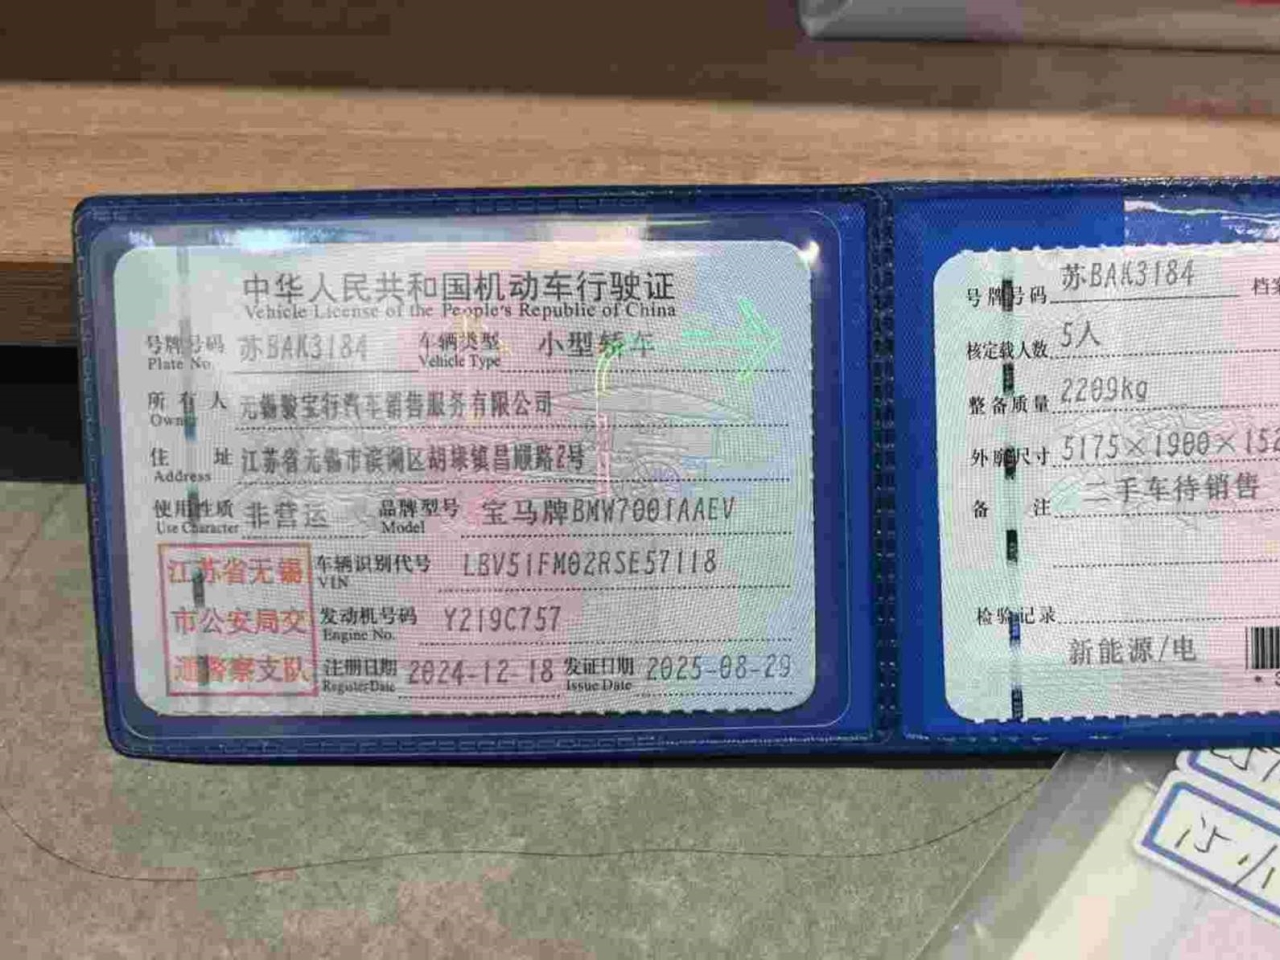 中华人民共和国机动车行驶证
Vehicle License of the People's Republic of China
号牌号码 苏BAK3184 车辆类型 小型轿车
Plate No. Vehicle Type
所有人 无锡骏宝行汽车销售服务有限公司
Owner
住址 江苏省无锡市滨湖区胡埭镇昌顺路2号
Address
使用性质 非营运 品牌型号 宝马牌BMW7001AAEV
Use Character Model
江苏省无锡市公安局交通警察支队
车辆识别代号 LBV51FM02RSE57118
VIN
发动机号码 Y219C757
Engine No.
注册日期 2024-12-18 发证日期 2025-08-29
Register Date Issue Date
号牌号码 苏BAK3184 档案
核定载人数 5人
整备质量 2209kg
外廓尺寸 5175×1900×152
备注 二手车待销售
检验记录
新能源/电